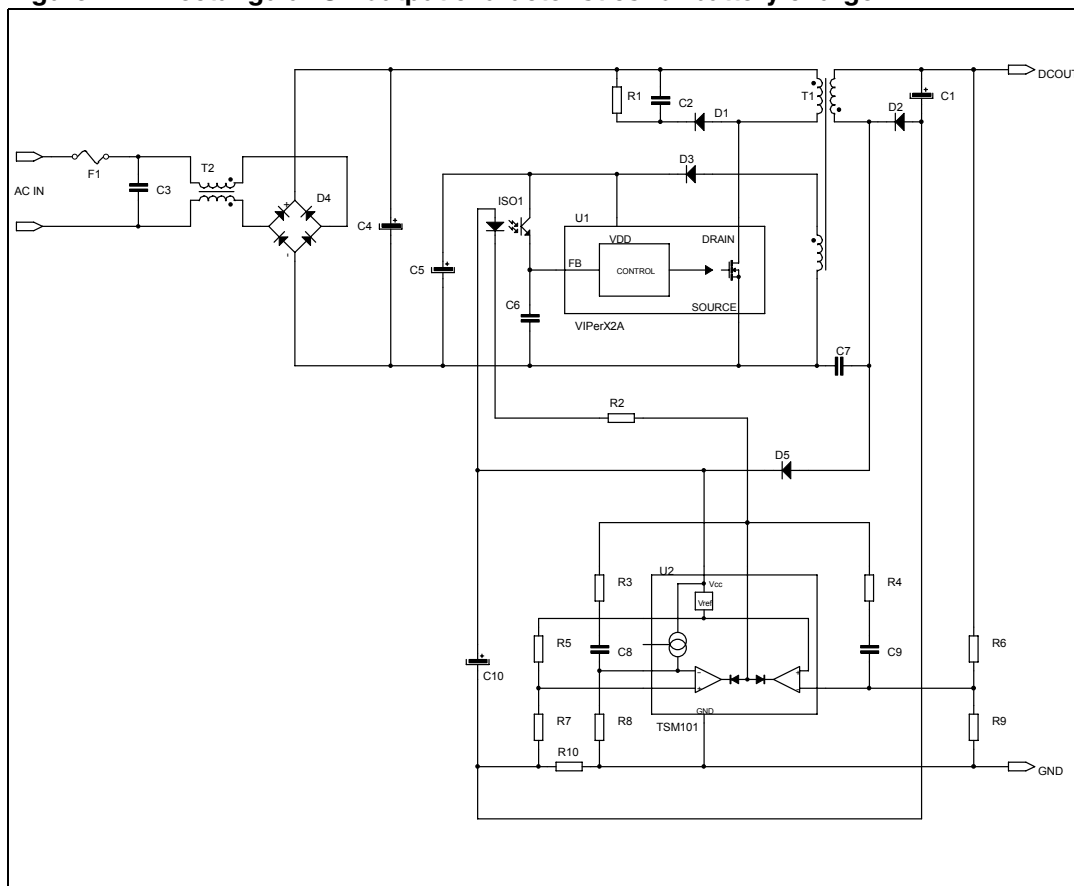 DCOUT
R1
C2
T1
D2
C1
D1
F1
T2
D3
AC IN
C3
ISO1
D4
U1
C4
VDD
DRAIN
FB
C5
CONTROL
C6
SOURCE
VIPerX2A
C7
R2
D5
U2
R3
Vcc
R4
Vref
R5
C8
C9
R6
C10
GND
R7
R8
TSM101
R9
R10
GND